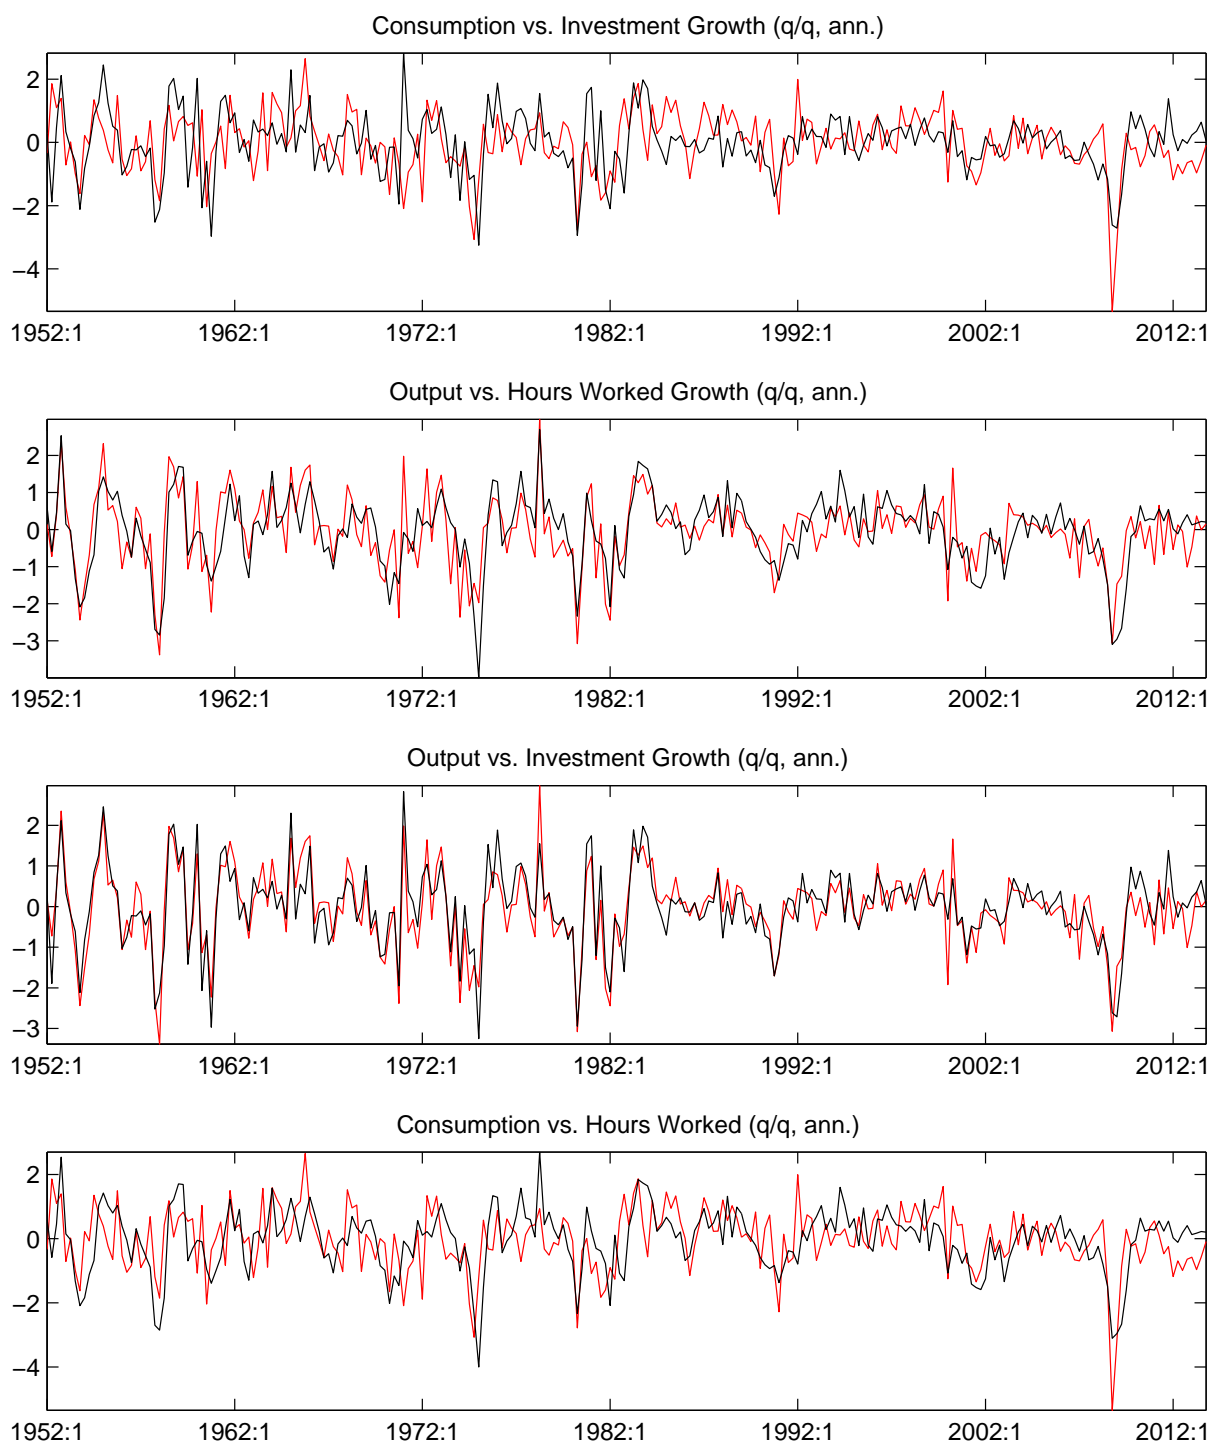 Consumption vs. Investment Growth (q/q, ann.)
2
0
−2
−4
1952:1 1962:1 1972:1 1982:1 1992:1 2002:1 2012:1
Output vs. Hours Worked Growth (q/q, ann.)
2
1
0
−1
−2
−3
1952:1 1962:1 1972:1 1982:1 1992:1 2002:1 2012:1
Output vs. Investment Growth (q/q, ann.)
2
1
0
−1
−2
−3
1952:1 1962:1 1972:1 1982:1 1992:1 2002:1 2012:1
Consumption vs. Hours Worked (q/q, ann.)
2
0
−2
−4
1952:1 1962:1 1972:1 1982:1 1992:1 2002:1 2012:1